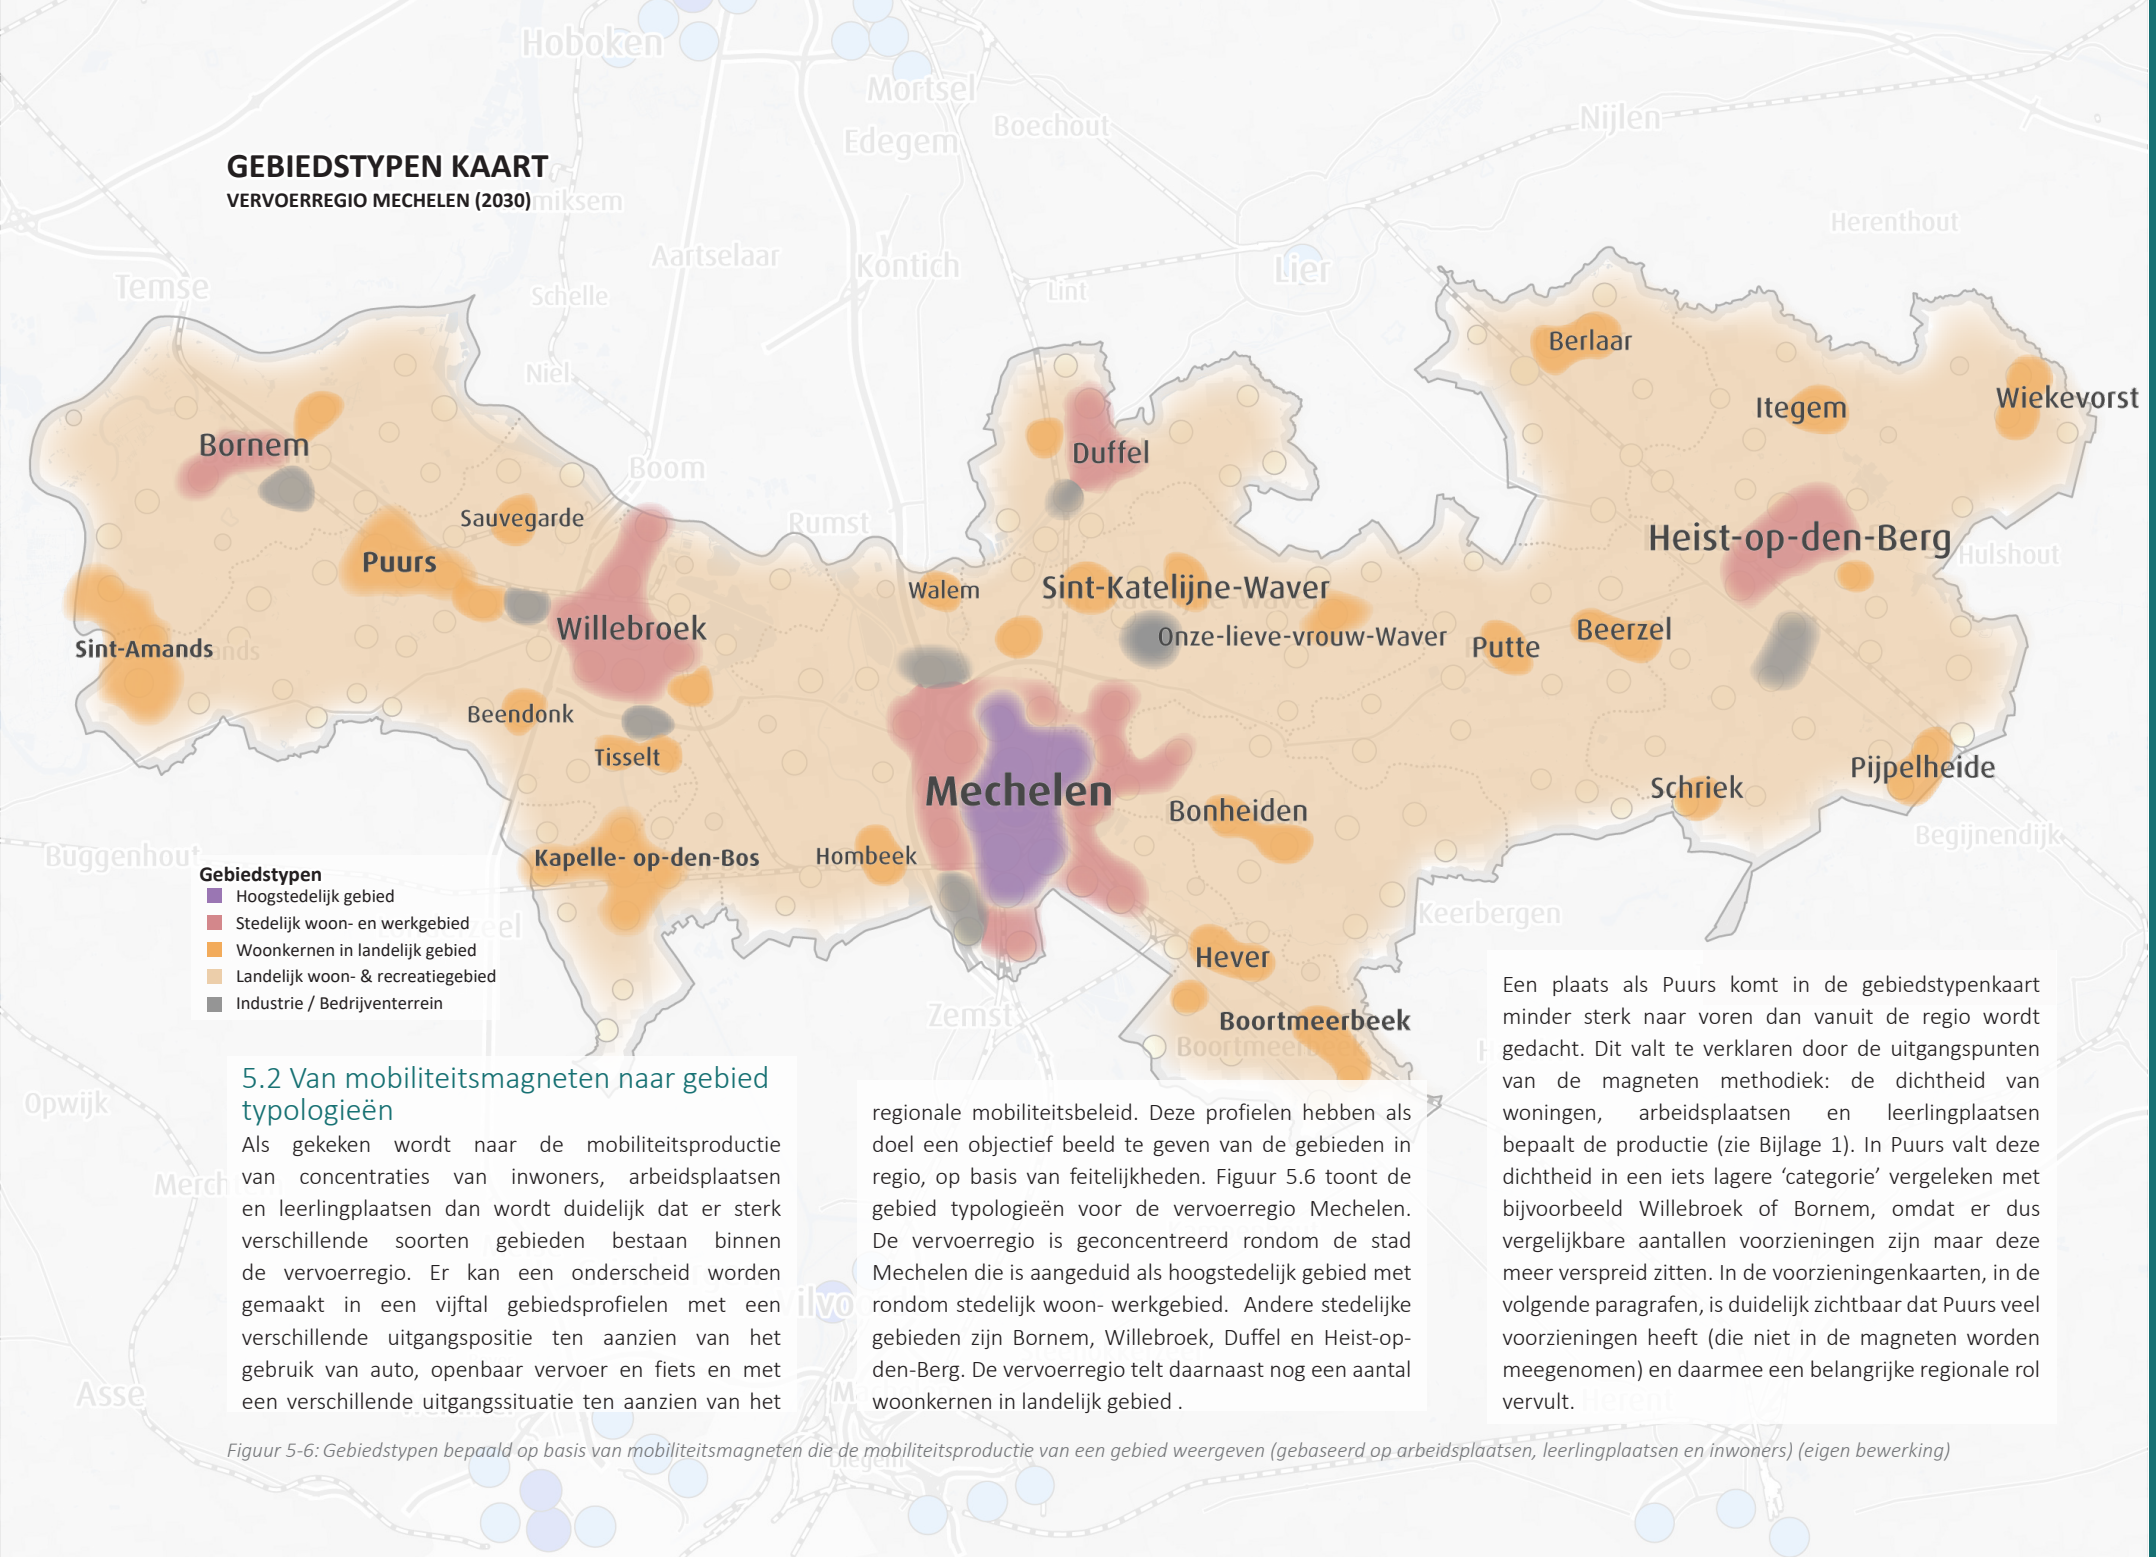 Hoboken
Mortsel
Edegem
Boechout
Nijlen
GEBIEDSTYPEN KAART
VERVOERREGIO MECHELEN (2030)
miksem
Herenthout
Aartselaar
Kontich
Lier
Temse
Schelle
Lint
Niel
Berlaar
Itegem
Wiekevorst
Bornem
Duffel
Boom
Sauvegarde
Rumst
Heist-op-den-Berg
Hulshout
Puurs
Walem
Sint-Katelijne-Waver
Willebroek
Onze-lieve-vrouw-Waver
Putte
Beerzel
Sint-Amands
Beendonk
Tisselt
Mechelen
Pijpelheide
Schriek
Bonheiden
Begijnendijk
Buggenhout
Kapelle- op-den-Bos
Hombeek
Keerbergen
Gebiedstypen
Hoogstedelijk gebied
Stedelijk woon- en werkgebied
Woonkernen in landelijk gebied
Landelijk woon- & recreatiegebied
Industrie / Bedrijventerrein
Hever
Zemst
Boortmeerbeek
Opwijk
Asse
5.2 Van mobiliteitsmagneten naar gebied
typologieën
Als gekeken wordt naar de mobiliteitsproductie
van concentraties van inwoners, arbeidsplaatsen
en leerlingplaatsen dan wordt duidelijk dat er sterk
verschillende soorten gebieden bestaan binnen
de vervoerregio. Er kan een onderscheid worden
gemaakt in een vijftal gebiedsprofielen met een
verschillende uitgangspositie ten aanzien van het
gebruik van auto, openbaar vervoer en fiets en met
een verschillende uitgangssituatie ten aanzien van het
regionale mobiliteitsbeleid. Deze profielen hebben als
doel een objectief beeld te geven van de gebieden in
regio, op basis van feitelijkheden. Figuur 5.6 toont de
gebied typologieën voor de vervoerregio Mechelen.
De vervoerregio is geconcentreerd rondom de stad
Mechelen die is aangeduid als hoogstedelijk gebied met
rondom stedelijk woon- werkgebied. Andere stedelijke
gebieden zijn Bornem, Willebroek, Duffel en Heist-op-
den-Berg. De vervoerregio telt daarnaast nog een aantal
woonkernen in landelijk gebied .
Een plaats als Puurs komt in de gebiedstypenkaart
minder sterk naar voren dan vanuit de regio wordt
gedacht. Dit valt te verklaren door de uitgangspunten
van de magneten methodiek: de dichtheid van
woningen, arbeidsplaatsen en leerlingplaatsen
bepaalt de productie (zie Bijlage 1). In Puurs valt deze
dichtheid in een iets lagere ‘categorie’ vergeleken met
bijvoorbeeld Willebroek of Bornem, omdat er dus
vergelijkbare aantallen voorzieningen zijn maar deze
meer verspreid zitten. In de voorzieningenkaarten, in de
volgende paragrafen, is duidelijk zichtbaar dat Puurs veel
voorzieningen heeft (die niet in de magneten worden
meegenomen) en daarmee een belangrijke regionale rol
vervult.
Figuur 5-6: Gebiedstypen bepaald op basis van mobiliteitsmagneten die de mobiliteitsproductie van een gebied weergeven (gebaseerd op arbeidsplaatsen, leerlingplaatsen en inwoners) (eigen bewerking)